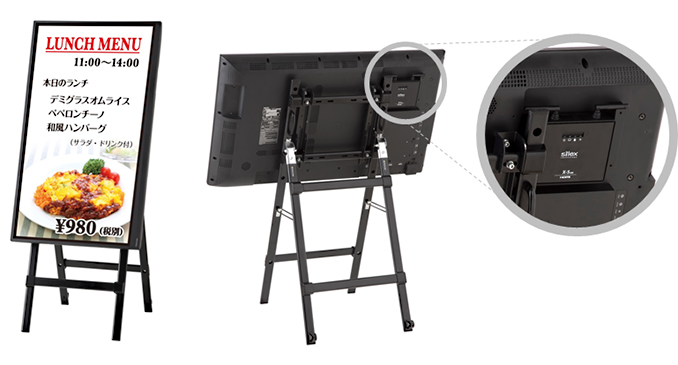 LUNCH MENU
11:00～14:00
本日のランチ
デミグラスオムライス
ペペロンチーノ
和風ハンバーグ
(サラダ・ドリンク付)
¥980(税別)
silex